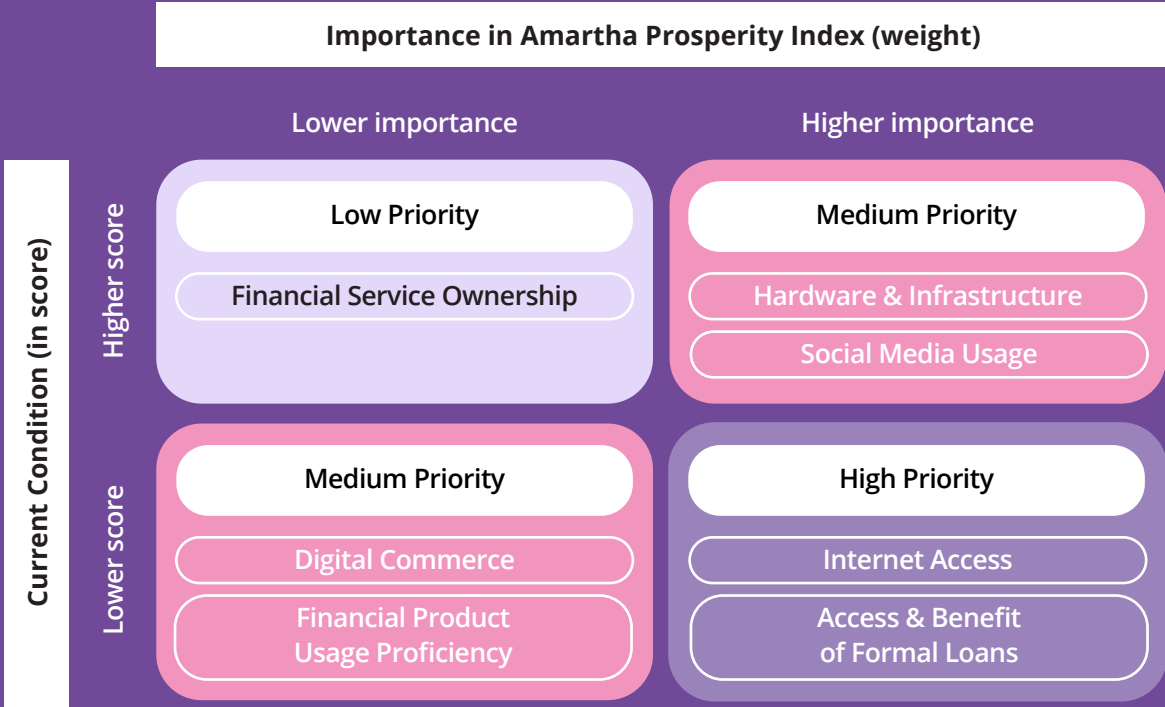 Importance in Amartha Prosperity Index (weight)
Lower importance
Higher importance
Current Condition (in score)
Higher score
Low Priority
Financial Service Ownership
Medium Priority
Hardware & Infrastructure
Social Media Usage
Lower score
Medium Priority
Digital Commerce
Financial Product
Usage Proficiency
High Priority
Internet Access
Access & Benefit
of Formal Loans